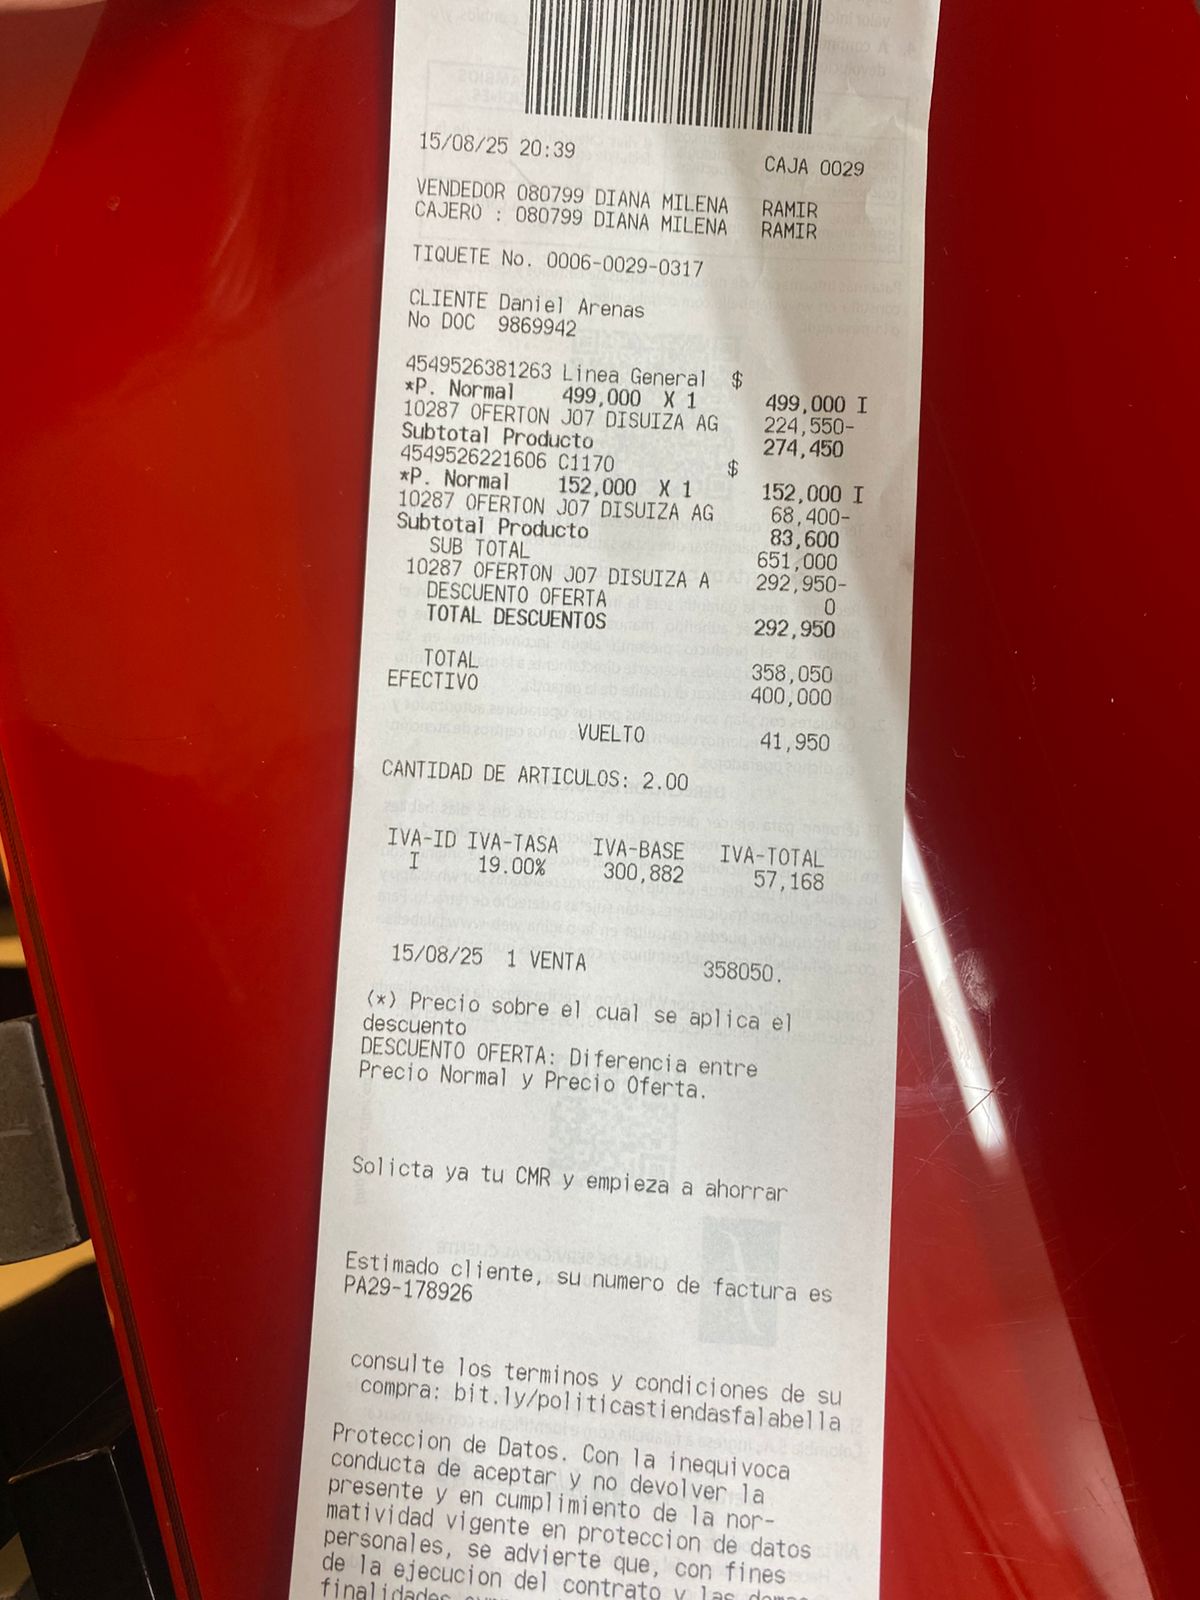 15/08/25 20:39 CAJA 0029
VENDEDOR 080799 DIANA MILENA RAMIR
CAJERO : 080799 DIANA MILENA RAMIR
TIQUETE No. 0006-0029-0317
CLIENTE Daniel Arenas
No DOC 9869942
4549526381263 Linea General $
*P. Normal 499,000 X 1 499,000 I
10287 OFERTON J07 DISUIZA AG 224,550-
Subtotal Producto 274,450
4549526221606 C1170 $
*P. Normal 152,000 X 1 152,000 I
10287 OFERTON J07 DISUIZA AG 68,400-
Subtotal Producto 83,600
SUB TOTAL 651,000
10287 OFERTON J07 DISUIZA A 292,950-
DESCUENTO OFERTA 0
TOTAL DESCUENTOS 292,950
TOTAL 358,050
EFECTIVO 400,000
VUELTO 41,950
CANTIDAD DE ARTICULOS: 2.00
IVA-ID IVA-TASA IVA-BASE IVA-TOTAL
I 19.00% 300,882 57,168
15/08/25 1 VENTA 358050.
(*) Precio sobre el cual se aplica el
descuento
DESCUENTO OFERTA: Diferencia entre
Precio Normal y Precio Oferta.
Solicta ya tu CMR y empieza a ahorrar
Estimado cliente, su numero de factura es
PA29-178926
consulte los terminos y condiciones de su
compra: bit.ly/politicastiendasfalabella
Proteccion de Datos. Con la inequivoca
conducta de aceptar y no devolver la
presente y en cumplimiento de la nor-
matividad vigente en proteccion de datos
personales, se advierte que, con fines
de la ejecucion del contrato y las demas
finalidades